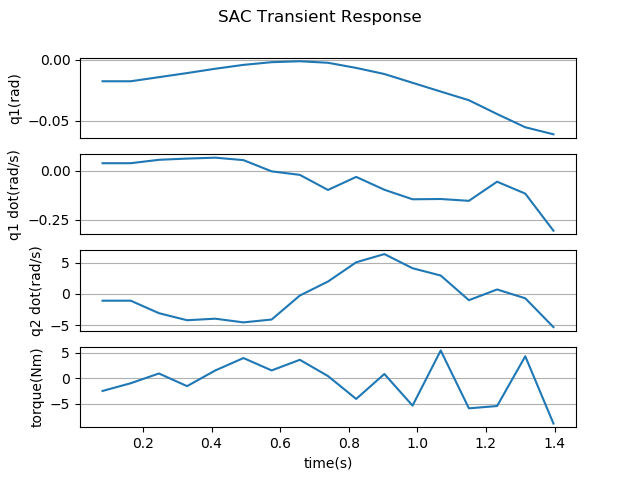 SAC Transient Response
q1(rad)
0.00
−0.05
q1 dot(rad/s)
0.00
−0.25
q2 dot(rad/s)
5
0
−5
torque(Nm)
5
0
−5
0.2 0.4 0.6 0.8 1.0 1.2 1.4
time(s)